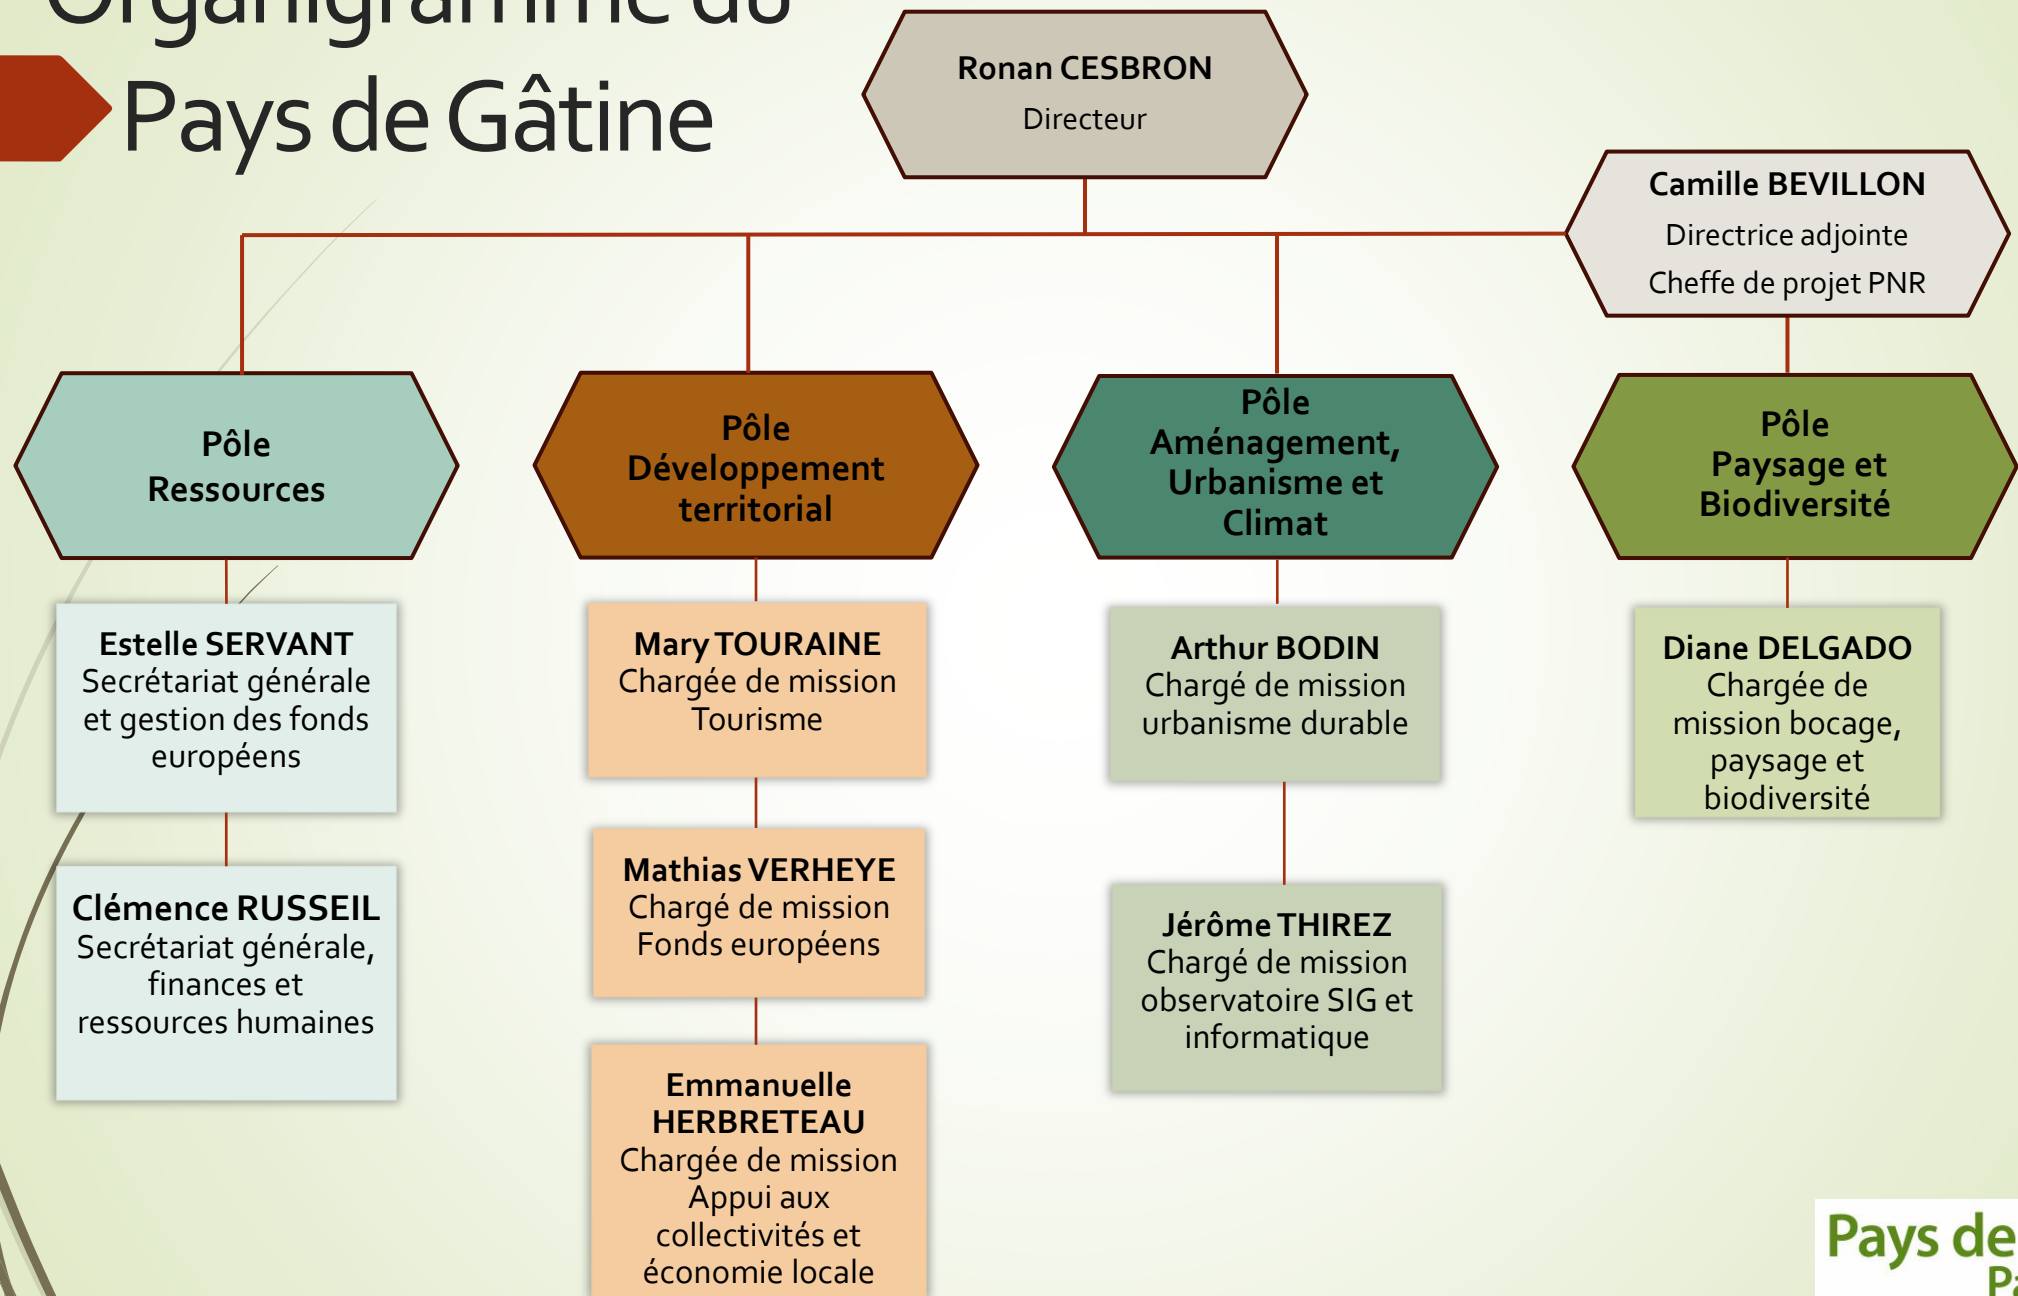 Organigramme du
Pays de Gâtine
Ronan CESBRON
Directeur
Camille BEVILLON
Directrice adjointe
Cheffe de projet PNR
Pôle
Ressources
Pôle
Développement
territorial
Pôle
Aménagement,
Urbanisme et
Climat
Pôle
Paysage et
Biodiversité
Estelle SERVANT
Secrétariat générale
et gestion des fonds
européens
Clémence RUSSEIL
Secrétariat générale,
finances et
ressources humaines
Mary TOURAINE
Chargée de mission
Tourisme
Mathias VERHEYE
Chargé de mission
Fonds européens
Emmanuelle
HERBRETEAU
Chargée de mission
Appui aux
collectivités et
économie locale
Arthur BODIN
Chargé de mission
urbanisme durable
Jérôme THIREZ
Chargé de mission
observatoire SIG et
informatique
Diane DELGADO
Chargée de
mission bocage,
paysage et
biodiversité
Pays de